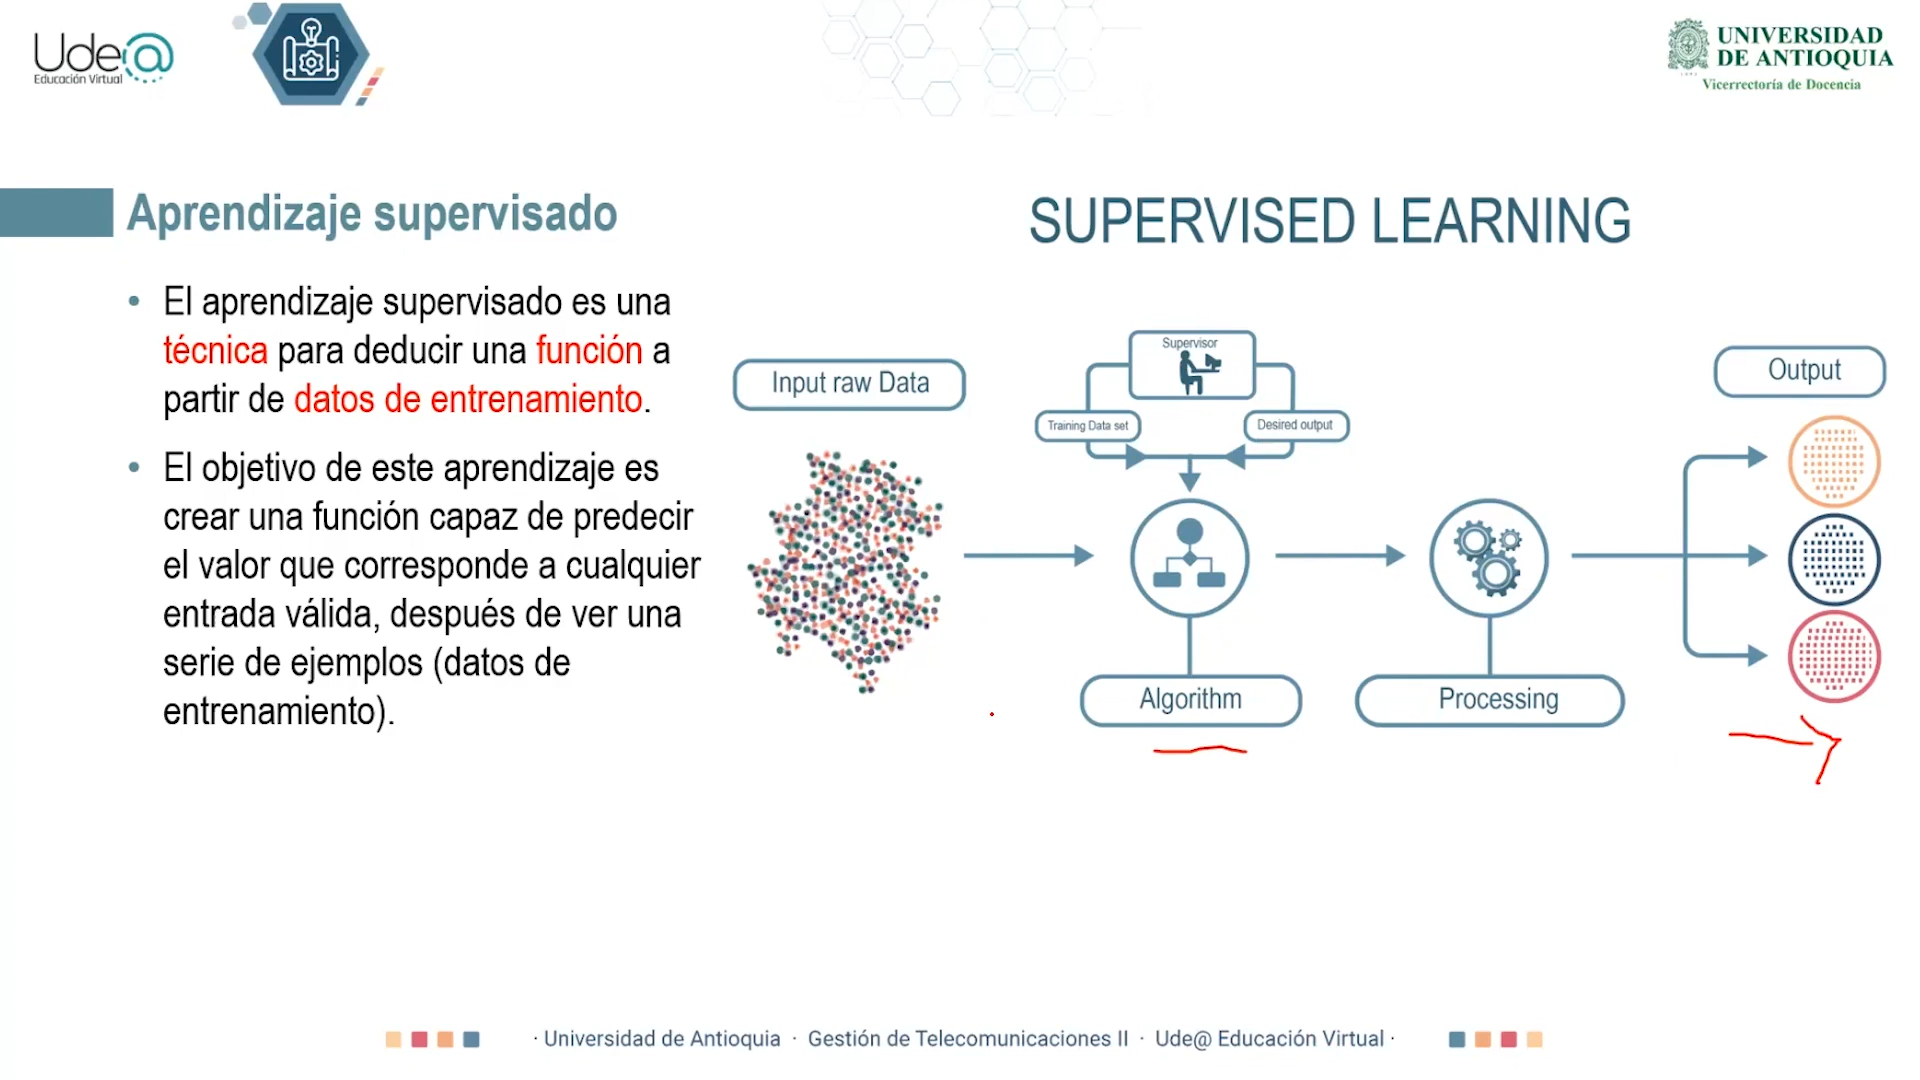 Ude@
Educación Virtual
UNIVERSIDAD
DE ANTIOQUIA
Vicerrectoría de Docencia
Aprendizaje supervisado
• El aprendizaje supervisado es una
técnica para deducir una función a
partir de datos de entrenamiento.
• El objetivo de este aprendizaje es
crear una función capaz de predecir
el valor que corresponde a cualquier
entrada válida, después de ver una
serie de ejemplos (datos de
entrenamiento).
SUPERVISED LEARNING
Input raw Data
Supervisor
Training Data set
Desired output
Algorithm
Processing
Output
· Universidad de Antioquia · Gestión de Telecomunicaciones II · Ude@ Educación Virtual ·